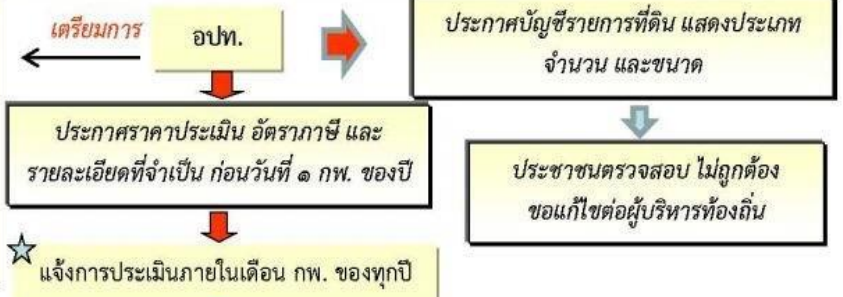 เตรียมการ
อปท.
ประกาศบัญชีรายการที่ดิน แสดงประเภท
จำนวน และขนาด
ประกาศราคาประเมิน อัตราภาษี และ
รายละเอียดที่จำเป็น ก่อนวันที่ ๑ กพ. ของปี
ประชาชนตรวจสอบ ไม่ถูกต้อง
ขอแก้ไขต่อผู้บริหารท้องถิ่น
แจ้งการประเมินภายในเดือน กพ. ของทุกปี